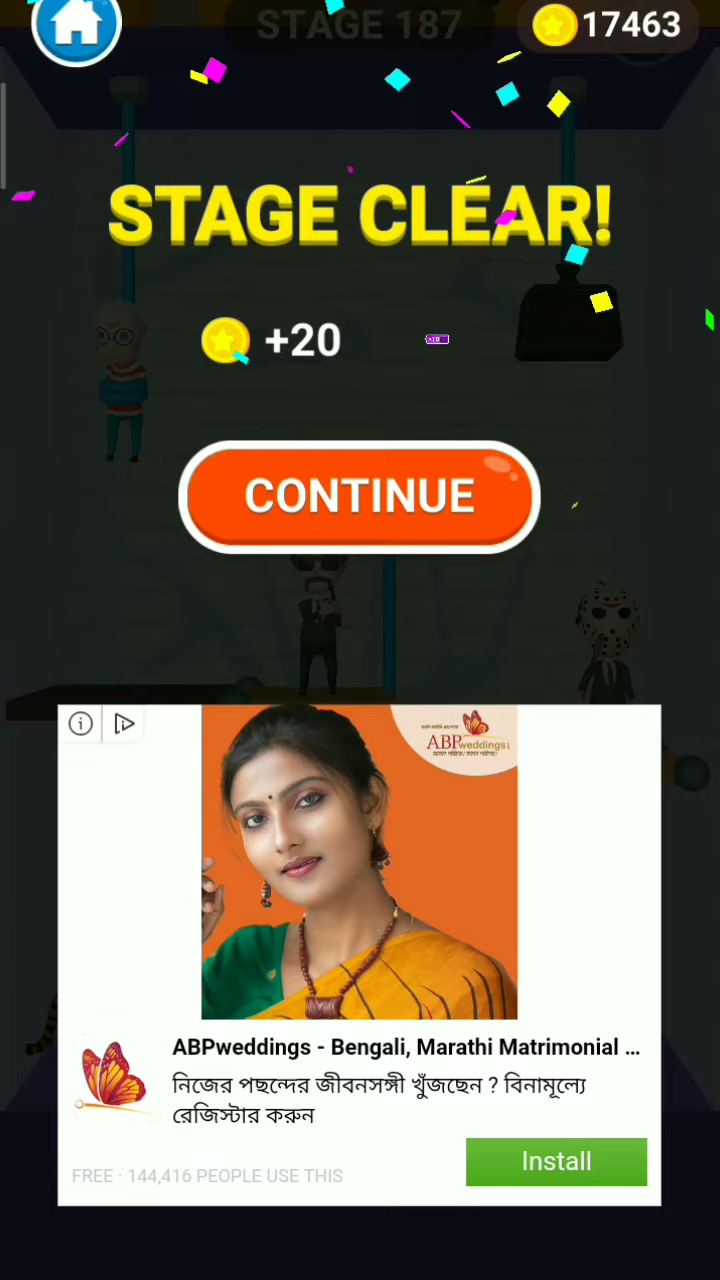 STAGE 187
17463
STAGE CLEAR!
+20
CONTINUE
ABPweddings
ABPweddings - Bengali, Marathi Matrimonial ...
নিজের পছন্দের জীবনসঙ্গী খুঁজছেন ? বিনামূল্যে
রেজিস্টার করুন
FREE · 144,416 PEOPLE USE THIS
Install